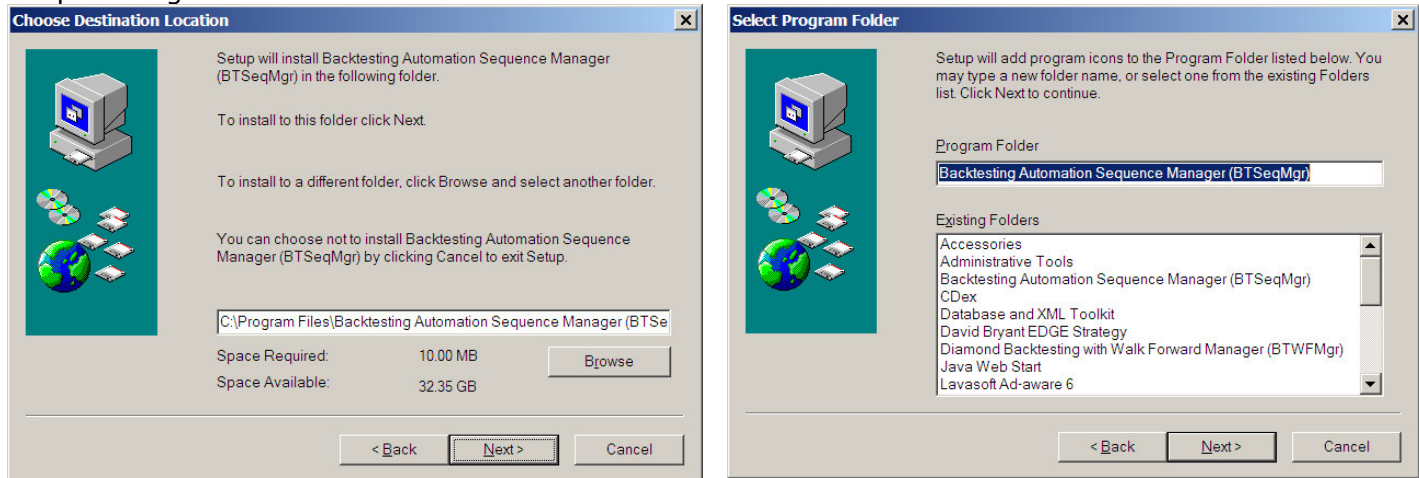 Choose Destination Location
Setup will install Backtesting Automation Sequence Manager
(BTSeqMgr) in the following folder.
To install to this folder click Next.
To install to a different folder, click Browse and select another folder.
You can choose not to install Backtesting Automation Sequence
Manager (BTSeqMgr) by clicking Cancel to exit Setup.
C:\Program Files\Backtesting Automation Sequence Manager (BTSe
Space Required: 10.00 MB
Browse
Space Available: 32.35 GB
< Back Next > Cancel
Select Program Folder
Setup will add program icons to the Program Folder listed below. You
may type a new folder name, or select one from the existing Folders
list. Click Next to continue.
Program Folder
Backtesting Automation Sequence Manager (BTSeqMgr)
Existing Folders
Accessories
Administrative Tools
Backtesting Automation Sequence Manager (BTSeqMgr)
CDex
Database and XML Toolkit
David Bryant EDGE Strategy
Diamond Backtesting with Walk Forward Manager (BTWFMgr)
Java Web Start
Lavasoft Ad-aware 6
< Back Next > Cancel